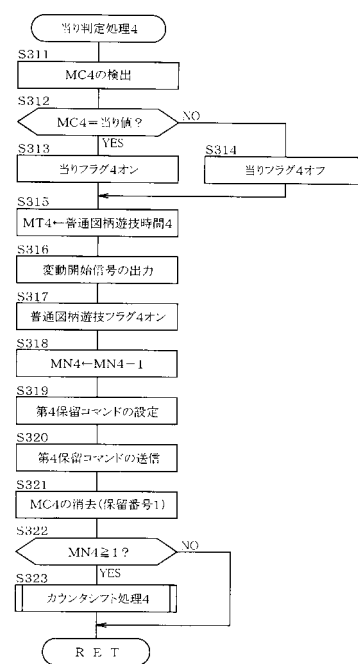 当り判定処理4
S311
MC4の検出
S312
MC4=当り値?
NO
YES
S313
当りフラグ4オン
S314
当りフラグ4オフ
S315
MT4←普通図柄遊技時間4
S316
変動開始信号の出力
S317
普通図柄遊技フラグ4オン
S318
MN4←MN4-1
S319
第4保留コマンドの設定
S320
第4保留コマンドの送信
S321
MC4の消去(保留番号1)
S322
MN4≧1?
NO
YES
S323
カウンタシフト処理4
RET